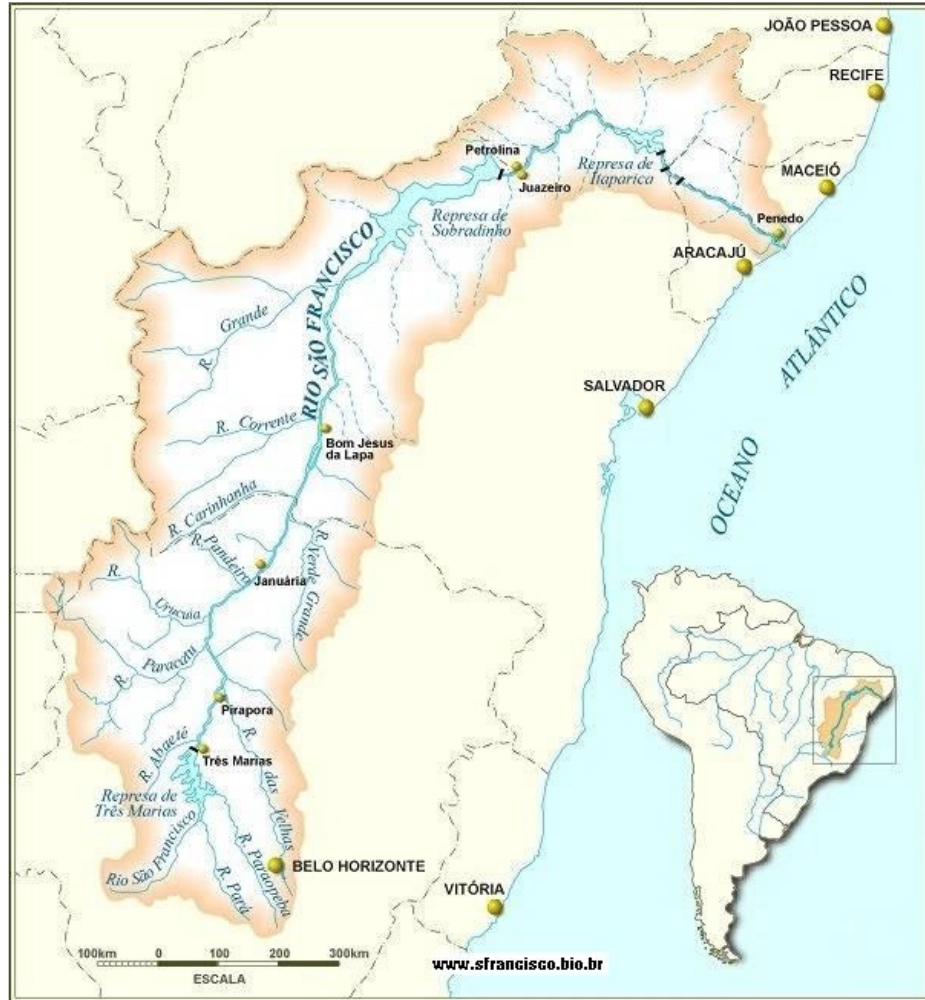 JOÃO PESSOA
RECIFE
Petrolina
Juazeiro
Represa de
Itaparica
MACEIÓ
Represa de
Sobradinho
Penedo
ARACAJÚ
RIO SÃO FRANCISCO
R. Grande
OCEANO ATLÂNTICO
SALVADOR
R. Corrente
Bom Jesus
da Lapa
R. Carinhanha
R. Pandeiro
R. Verde Grande
Januária
R. Urucuia
R. Paracatu
Pirapora
R. Abaeté
Três Marias
R. das Velhas
Represa de
Três Marias
Rio São Francisco
R. Pará
R. Paraopeba
BELO HORIZONTE
VITÓRIA
100km 0 100 200 300km
ESCALA
www.sfrancisco.bio.br